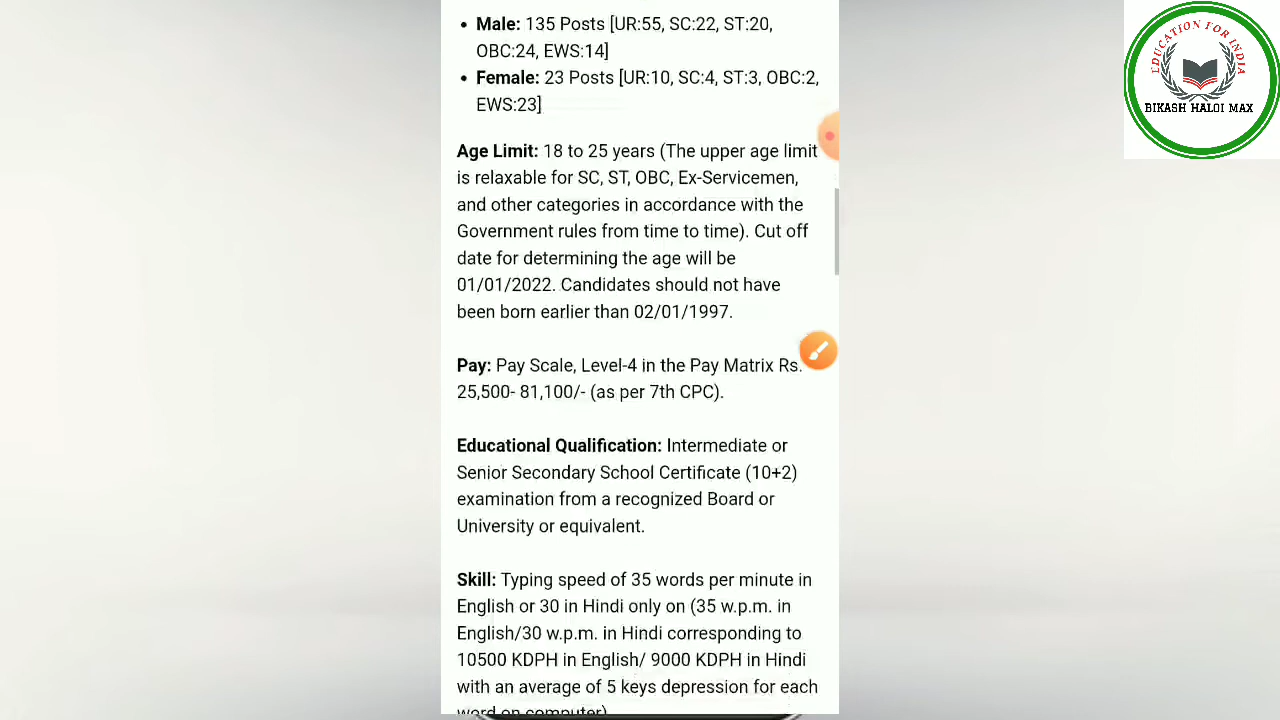 Male: 135 Posts [UR:55, SC:22, ST:20,
OBC:24, EWS:14]
Female: 23 Posts [UR:10, SC:4, ST:3, OBC:2,
EWS:23]
Age Limit: 18 to 25 years (The upper age limit
is relaxable for SC, ST, OBC, Ex-Servicemen,
and other categories in accordance with the
Government rules from time to time). Cut off
date for determining the age will be
01/01/2022. Candidates should not have
been born earlier than 02/01/1997.
Pay: Pay Scale, Level-4 in the Pay Matrix Rs.
25,500- 81,100/- (as per 7th CPC).
Educational Qualification: Intermediate or
Senior Secondary School Certificate (10+2)
examination from a recognized Board or
University or equivalent.
Skill: Typing speed of 35 words per minute in
English or 30 in Hindi only on (35 w.p.m. in
English/30 w.p.m. in Hindi corresponding to
10500 KDPH in English/ 9000 KDPH in Hindi
with an average of 5 keys depression for each
word on computer)
EDUCATION FOR INDIA
BIKASH HALOI MAX